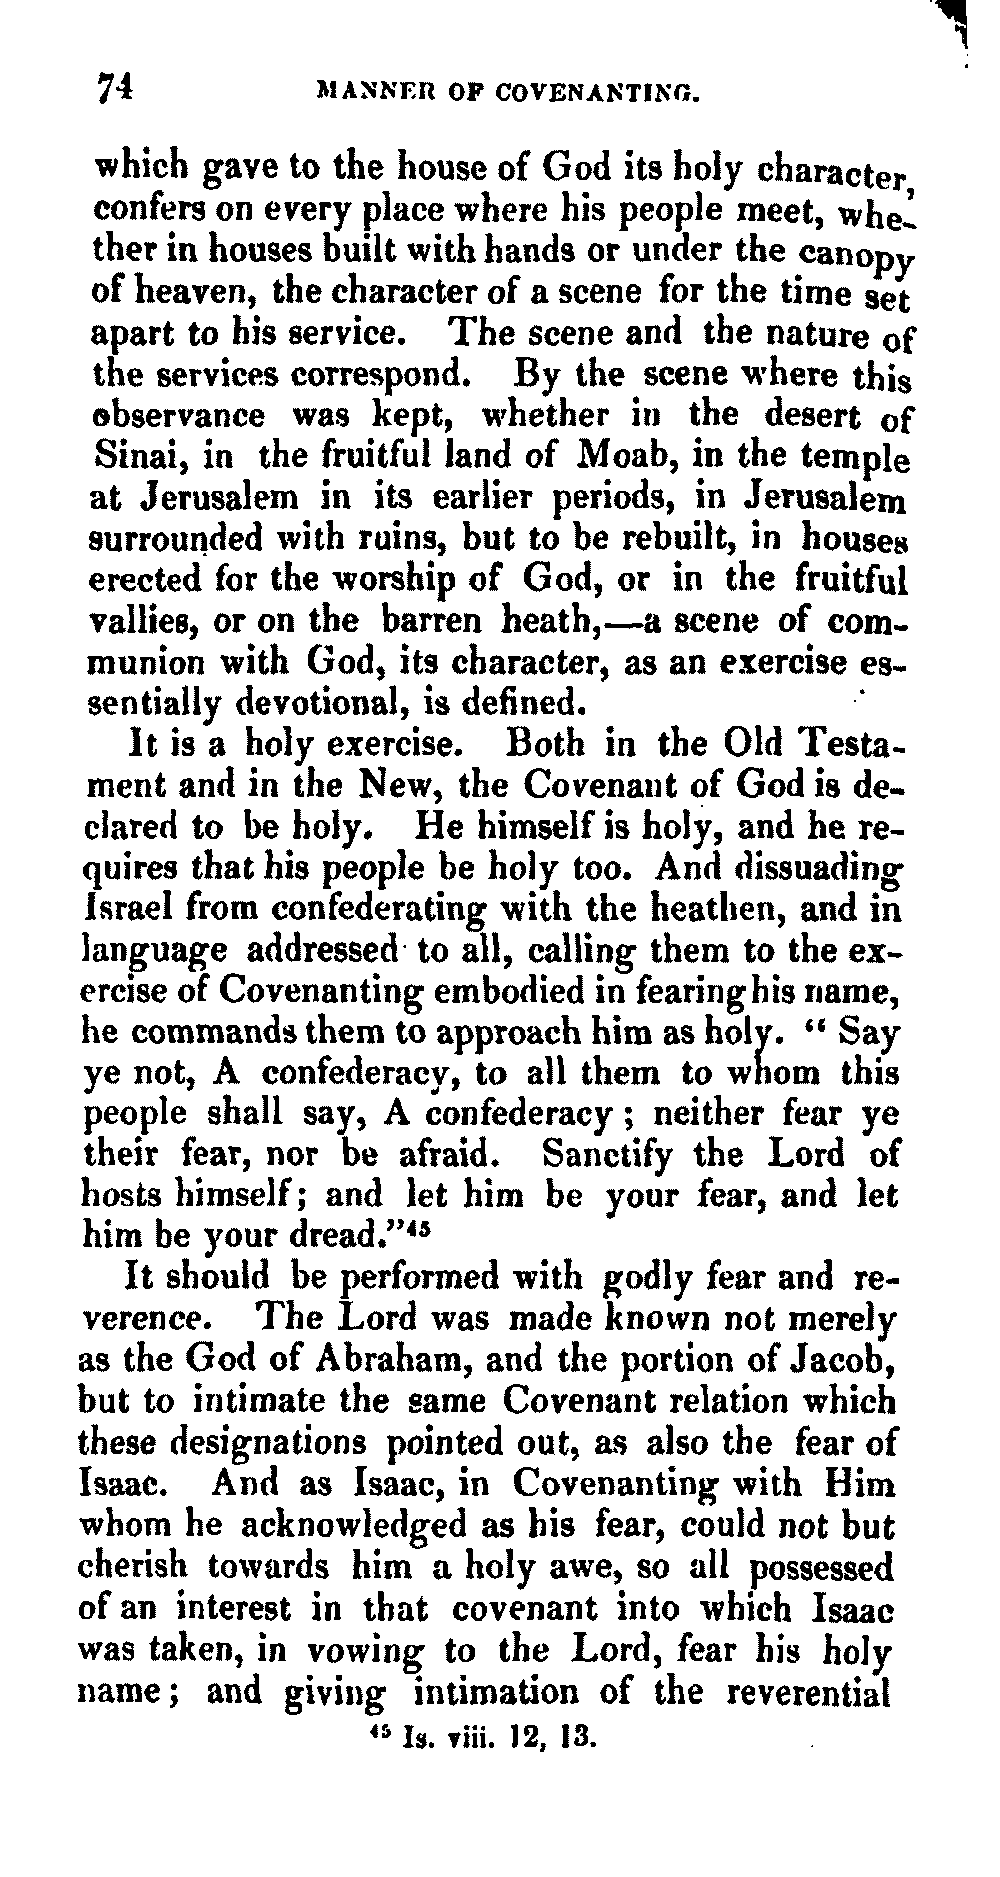 74 MANNER OF COVENANTING.
which gave to the house of God its holy character,
confers on every place where his people meet, whe-
ther in houses built with hands or under the canopy
of heaven, the character of a scene for the time set
apart to his service. The scene and the nature of
the services correspond. By the scene where this
observance was kept, whether in the desert of
Sinai, in the fruitful land of Moab, in the temple
at Jerusalem in its earlier periods, in Jerusalem
surrounded with ruins, but to be rebuilt, in houses
erected for the worship of God, or in the fruitful
vallies, or on the barren heath,—a scene of com-
munion with God, its character, as an exercise es-
sentially devotional, is defined.
It is a holy exercise. Both in the Old Testa-
ment and in the New, the Covenant of God is de-
clared to be holy. He himself is holy, and he re-
quires that his people be holy too. And dissuading
Israel from confederating with the heathen, and in
language addressed to all, calling them to the ex-
ercise of Covenanting embodied in fearing his name,
he commands them to approach him as holy. “ Say
ye not, A confederacy, to all them to whom this
people shall say, A confederacy ; neither fear ye
their fear, nor be afraid. Sanctify the Lord of
hosts himself; and let him be your fear, and let
him be your dread.”⁴⁵
It should be performed with godly fear and re-
verence. The Lord was made known not merely
as the God of Abraham, and the portion of Jacob,
but to intimate the same Covenant relation which
these designations pointed out, as also the fear of
Isaac. And as Isaac, in Covenanting with Him
whom he acknowledged as his fear, could not but
cherish towards him a holy awe, so all possessed
of an interest in that covenant into which Isaac
was taken, in vowing to the Lord, fear his holy
name; and giving intimation of the reverential
⁴⁵ Is. viii. 12, 13.